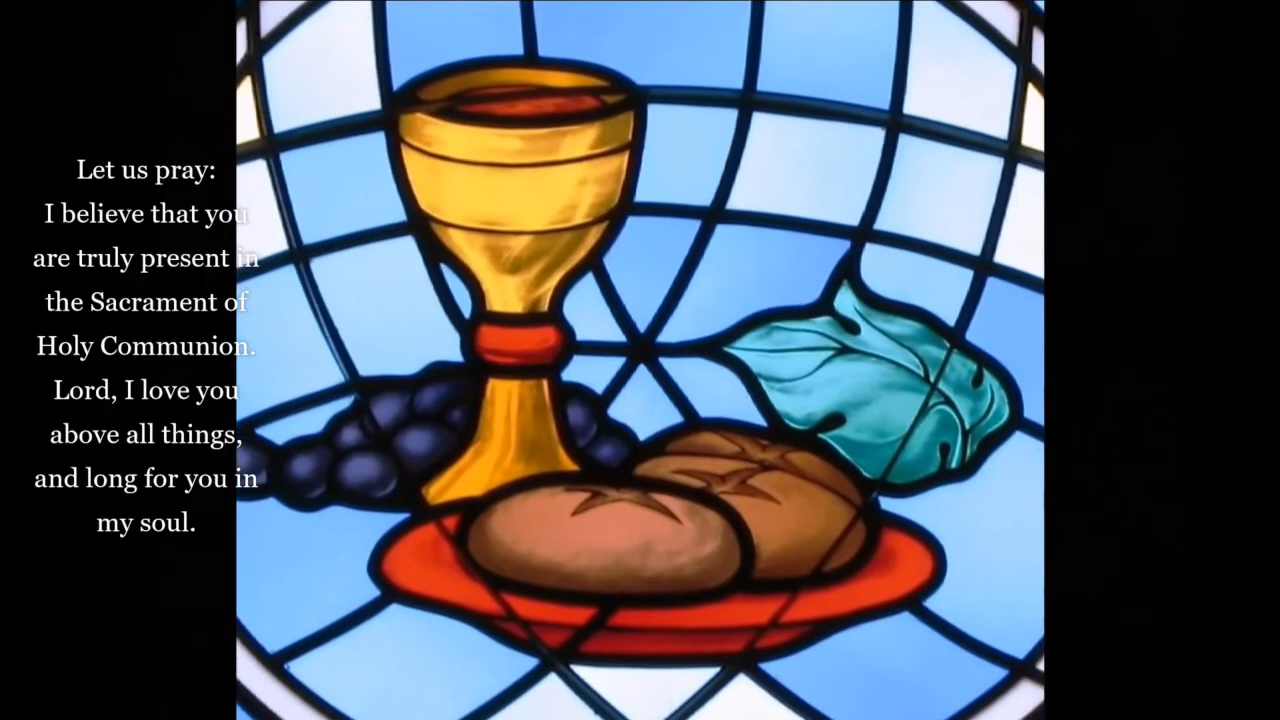 Let us pray:
I believe that you
are truly present in
the Sacrament of
Holy Communion.
Lord, I love you
above all things,
and long for you in
my soul.